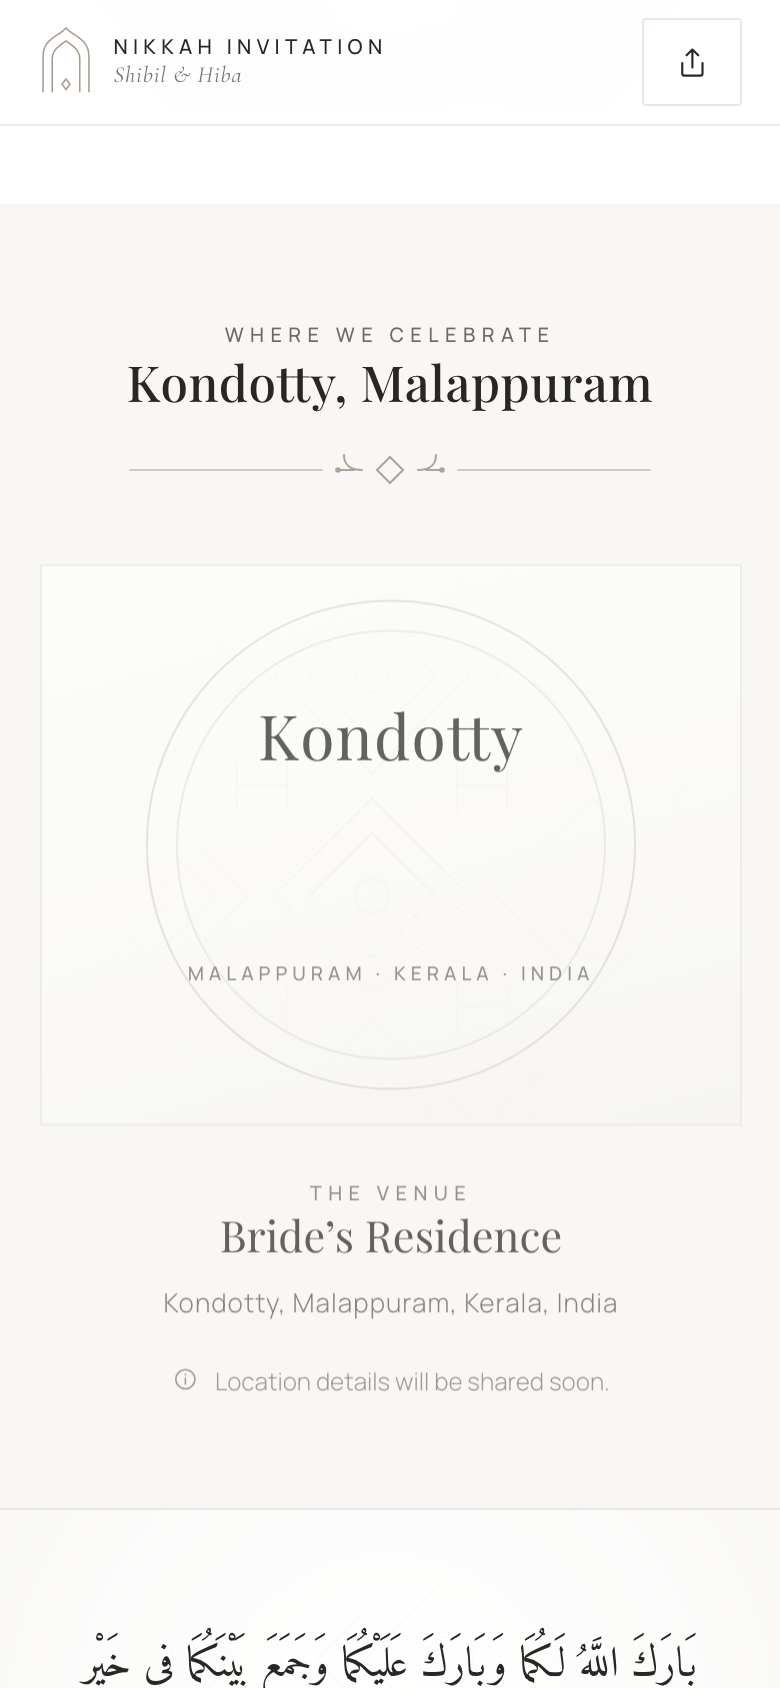 NIKKAH INVITATION
Shibil & Hiba
WHERE WE CELEBRATE
Kondotty, Malappuram
Kondotty
MALAPPURAM · KERALA · INDIA
THE VENUE
Bride’s Residence
Kondotty, Malappuram, Kerala, India
Location details will be shared soon.
بَارَكَ اللَّهُ لَكُمَا وَبَارَكَ عَلَيْكُمَا وَجَمَعَ بَيْنَكُمَا فِي خَيْر